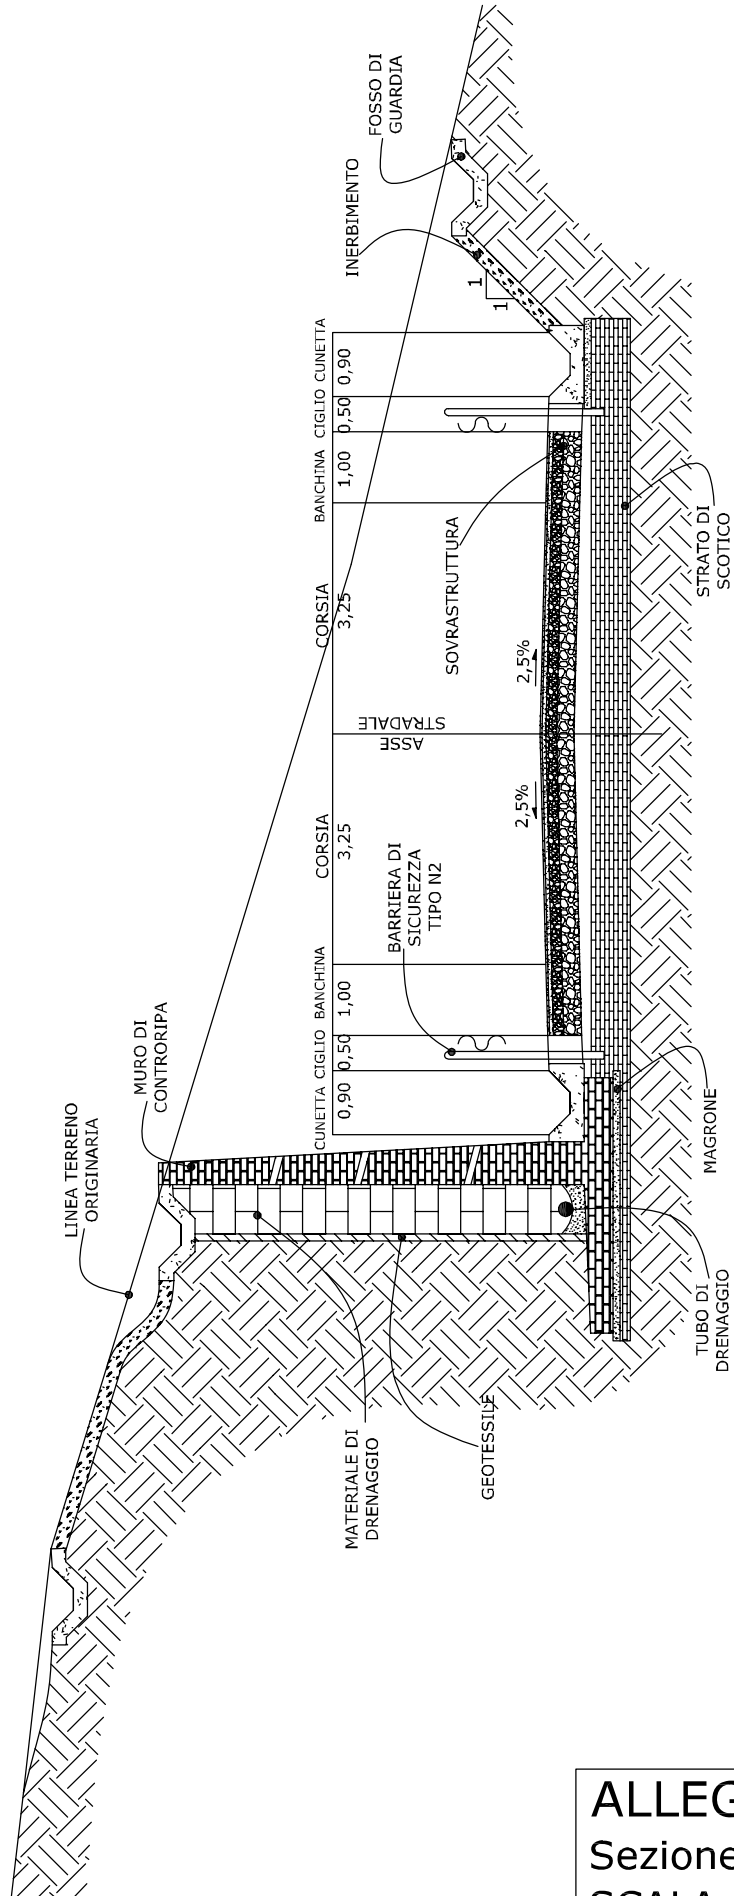 LINEA TERRENO
ORIGINARIA
MURO DI
CONTRORIPA
CUNETTA
CIGLIO
BANCHINA
CORSIA
CORSIA
BANCHINA
CIGLIO
CUNETTA
0,90
0,50
1,00
3,25
3,25
1,00
0,50
0,90
INERBIMENTO
FOSSO DI
GUARDIA
1
1
ASSE
STRADALE
BARRIERA DI
SICUREZZA
TIPO N2
SOVRASTRUTTURA
2,5%
2,5%
MATERIALE DI
DRENAGGIO
GEOTESSILE
TUBO DI
DRENAGGIO
MAGRONE
STRATO DI
SCOTICO
ALLEG
Sezione